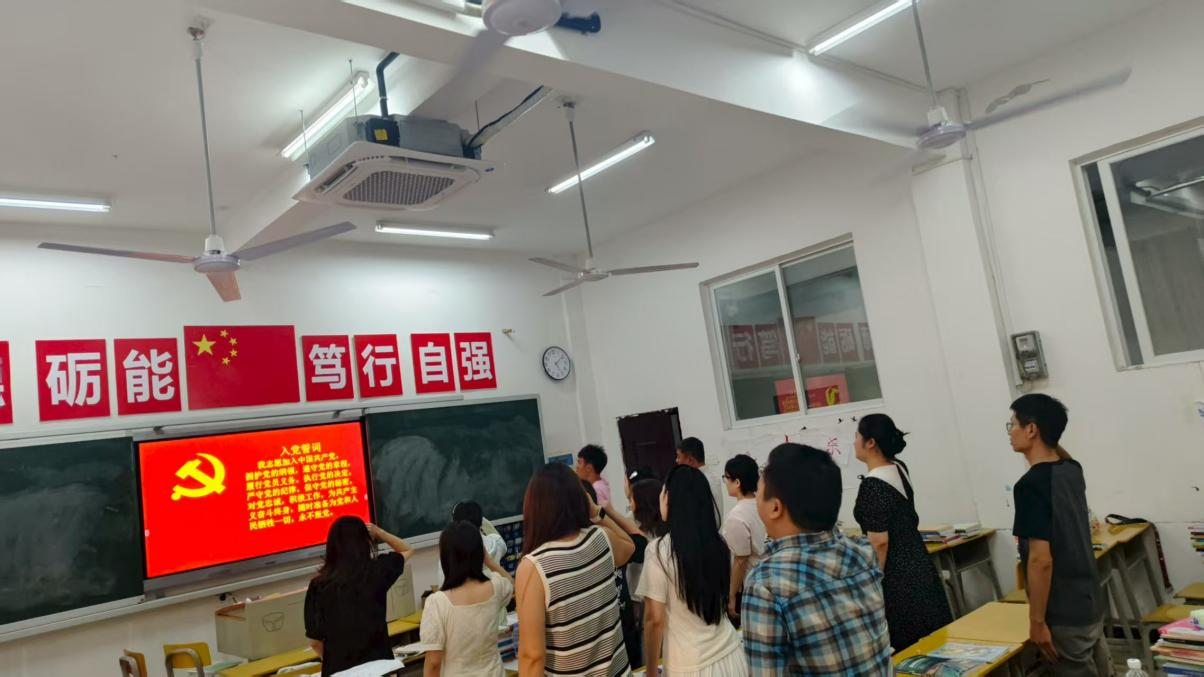 砺能
笃行
自强
入党誓词
我志愿加入中国共产党,
拥护党的纲领,遵守党的章程,
履行党员义务,执行党的决定,
严守党的纪律,保守党的秘密,
对党忠诚,积极工作,为共产主
义奋斗终身,随时准备为党和人
民牺牲一切,永不叛党。